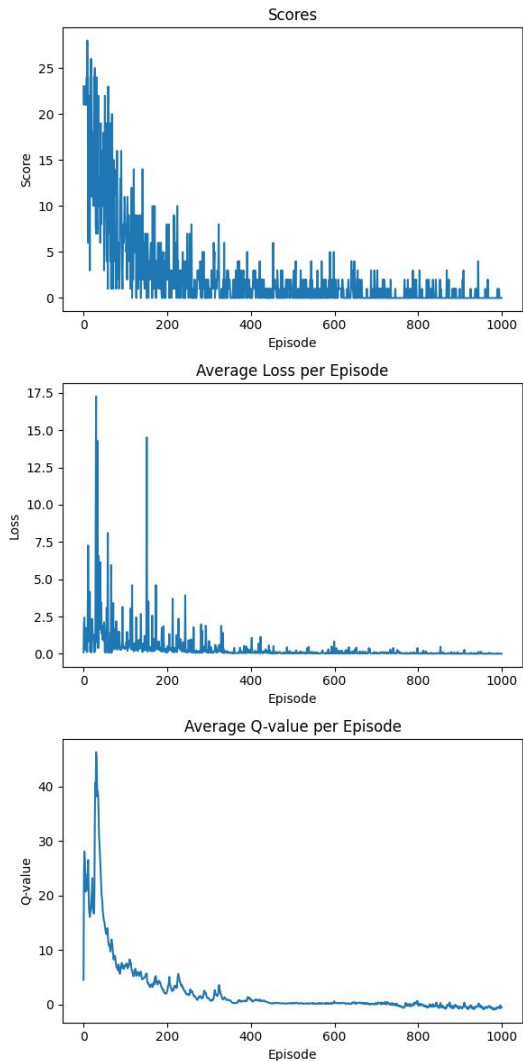 Scores
25
20
15
10
5
0
Score
0 200 400 600 800 1000
Episode
Average Loss per Episode
17.5
15.0
12.5
10.0
7.5
5.0
2.5
0.0
Loss
0 200 400 600 800 1000
Episode
Average Q-value per Episode
40
30
20
10
0
Q-value
0 200 400 600 800 1000
Episode